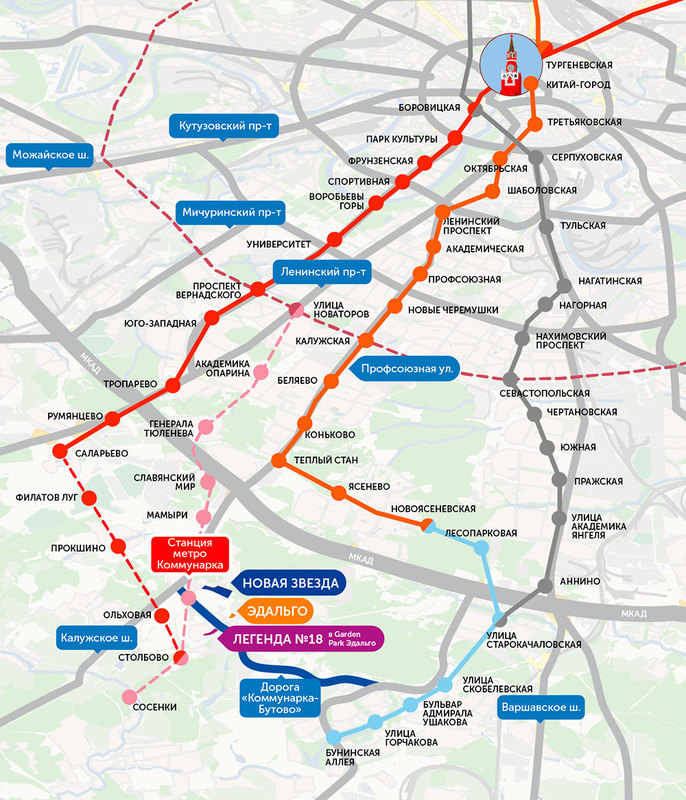 ТУРГЕНЕВСКАЯ
КИТАЙ-ГОРОД
БОРОВИЦКАЯ
ТРЕТЬЯКОВСКАЯ
Кутузовский пр-т
ПАРК КУЛЬТУРЫ
Можайское ш.
ФРУНЗЕНСКАЯ
СЕРПУХОВСКАЯ
ОКТЯБРЬСКАЯ
СПОРТИВНАЯ
ШАБОЛОВСКАЯ
ВОРОБЬЕВЫ
ГОРЫ
Мичуринский пр-т
ЛЕНИНСКИЙ
ПРОСПЕКТ
ТУЛЬСКАЯ
УНИВЕРСИТЕТ
АКАДЕМИЧЕСКАЯ
Ленинский пр-т
ПРОФСОЮЗНАЯ
НАГАТИНСКАЯ
ПРОСПЕКТ
ВЕРНАДСКОГО
УЛИЦА
НОВАТОРОВ
НОВЫЕ ЧЕРЕМУШКИ
НАГОРНАЯ
ЮГО-ЗАПАДНАЯ
КАЛУЖСКАЯ
НАХИМОВСКИЙ
ПРОСПЕКТ
МКАД
АКАДЕМИКА
ОПАРИНА
Профсоюзная ул.
БЕЛЯЕВО
ТРОПАРЕВО
СЕВАСТОПОЛЬСКАЯ
РУМЯНЦЕВО
ЧЕРТАНОВСКАЯ
ГЕНЕРАЛА
ТЮЛЕНЕВА
КОНЬКОВО
ЮЖНАЯ
САЛАРЬЕВО
ТЕПЛЫЙ СТАН
СЛАВЯНСКИЙ
МИР
ПРАЖСКАЯ
ЯСЕНЕВО
ФИЛАТОВ ЛУГ
НОВОЯСЕНЕВСКАЯ
МАМЫРИ
УЛИЦА
АКАДЕМИКА
ЯНГЕЛЯ
ЛЕСОПАРКОВАЯ
ПРОКШИНО
Станция
метро
Коммунарка
МКАД
НОВАЯ ЗВЕЗДА
АННИНО
ЭДАЛЬГО
МКАД
ОЛЬХОВАЯ
Калужское ш.
ЛЕГЕНДА №18
в Garden
Park Эдальго
УЛИЦА
СТАРОКАЧАЛОВСКАЯ
СТОЛБОВО
Дорога
«Коммунарка-
Бутово»
УЛИЦА
СКОБЕЛЕВСКАЯ
СОСЕНКИ
БУЛЬВАР
АДМИРАЛА
УШАКОВА
Варшавское ш.
УЛИЦА
ГОРЧАКОВА
БУНИНСКАЯ
АЛЛЕЯ